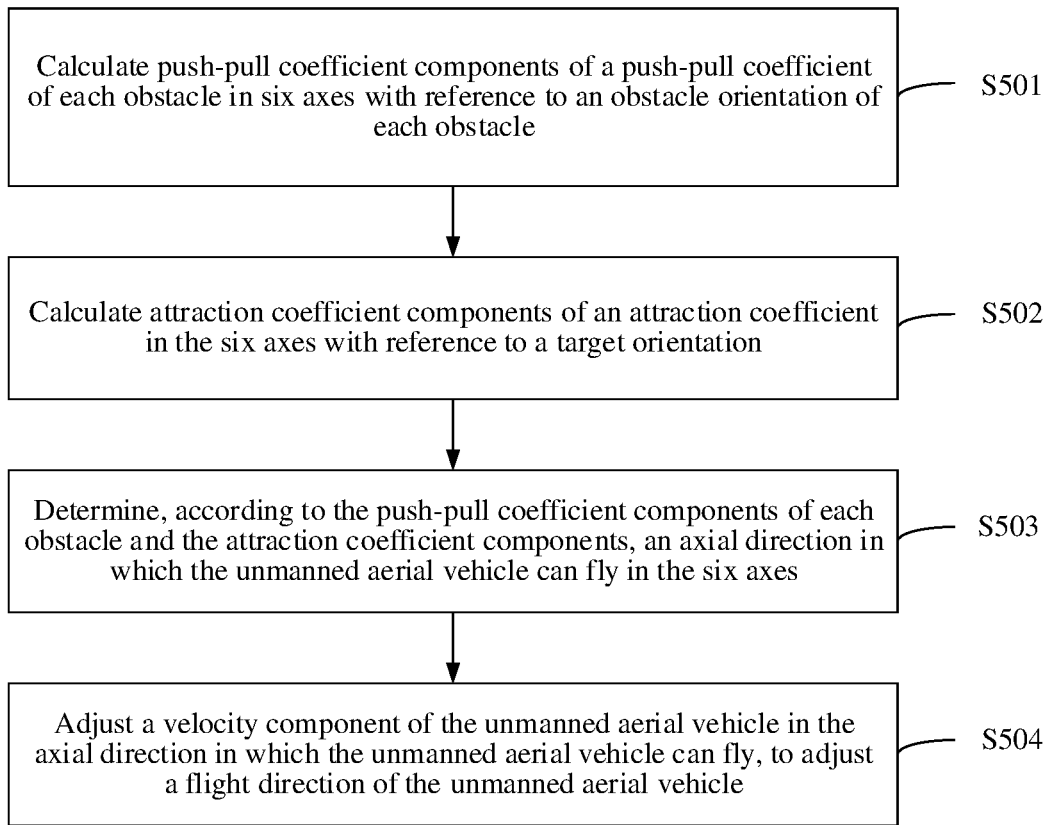 Calculate push-pull coefficient components of a push-pull coefficient
of each obstacle in six axes with reference to an obstacle orientation of
each obstacle
S501
Calculate attraction coefficient components of an attraction coefficient
in the six axes with reference to a target orientation
S502
Determine, according to the push-pull coefficient components of each
obstacle and the attraction coefficient components, an axial direction in
which the unmanned aerial vehicle can fly in the six axes
S503
Adjust a velocity component of the unmanned aerial vehicle in the
axial direction in which the unmanned aerial vehicle can fly, to adjust
a flight direction of the unmanned aerial vehicle
S504